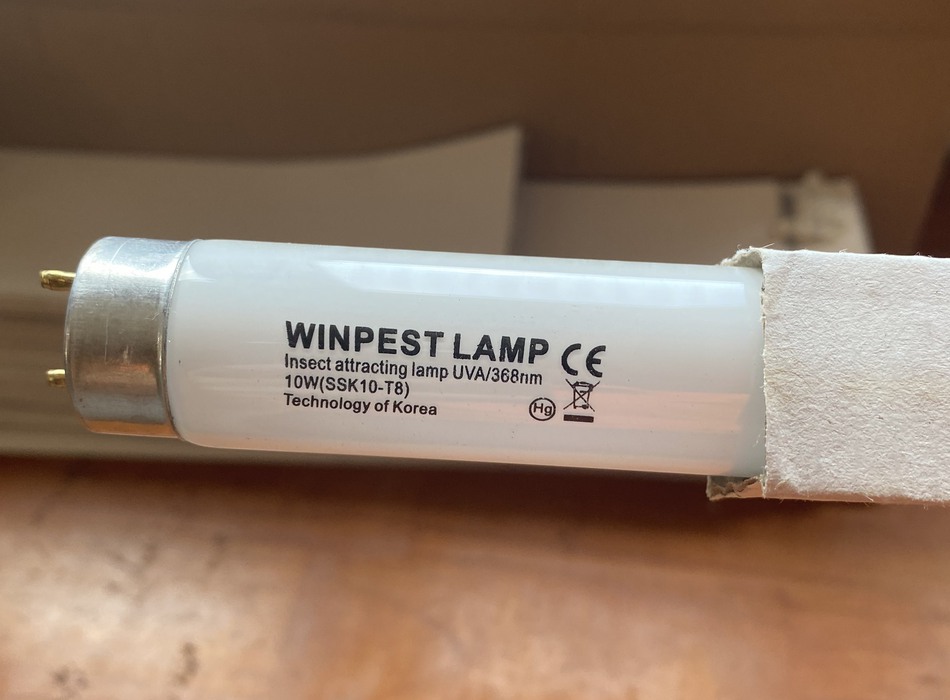 WINPEST LAMP CE
Insect attracting lamp UVA/368nm
10W(SSK10-T8)
Technology of Korea
Hg